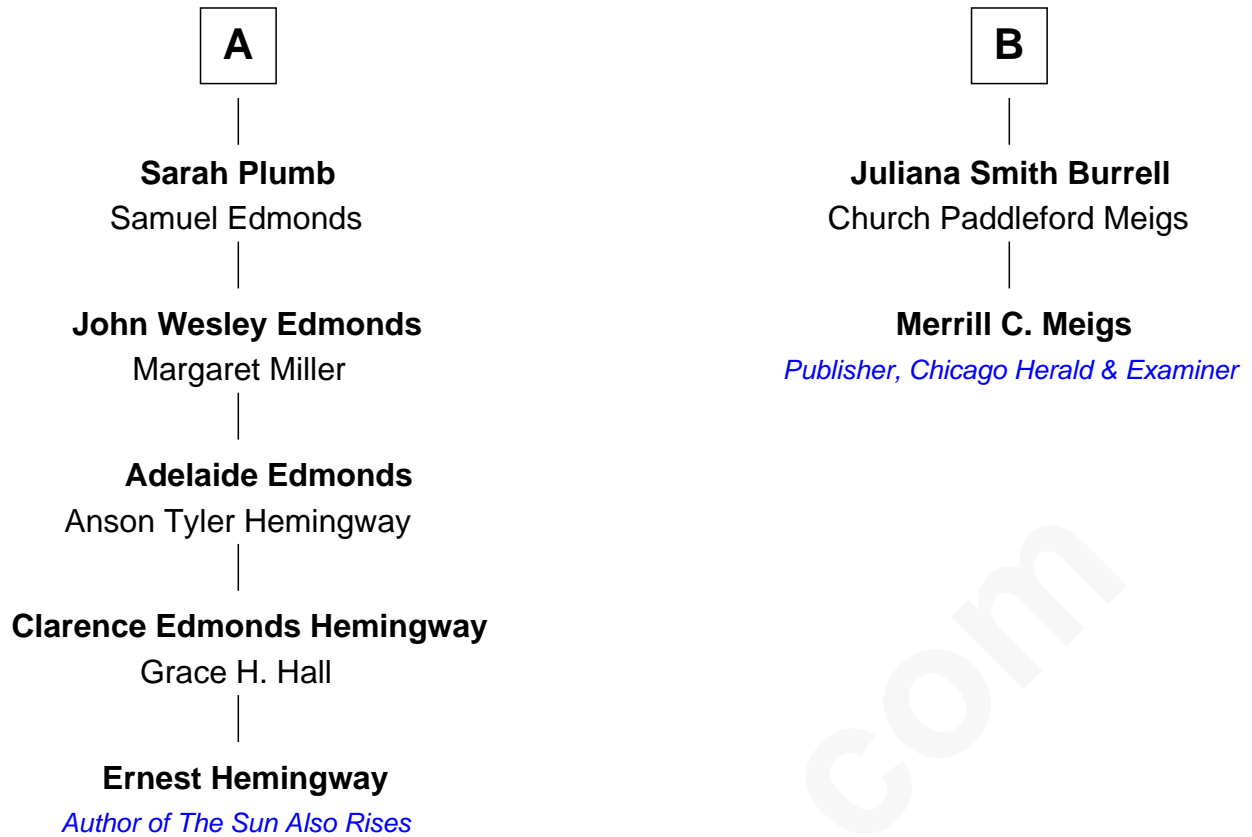 A
Sarah Plumb
Samuel Edmonds
John Wesley Edmonds
Margaret Miller
Adelaide Edmonds
Anson Tyler Hemingway
Clarence Edmonds Hemingway
Grace H. Hall
Ernest Hemingway
Author of The Sun Also Rises
B
Juliana Smith Burrell
Church Paddleford Meigs
Merrill C. Meigs
Publisher, Chicago Herald & Examiner
com